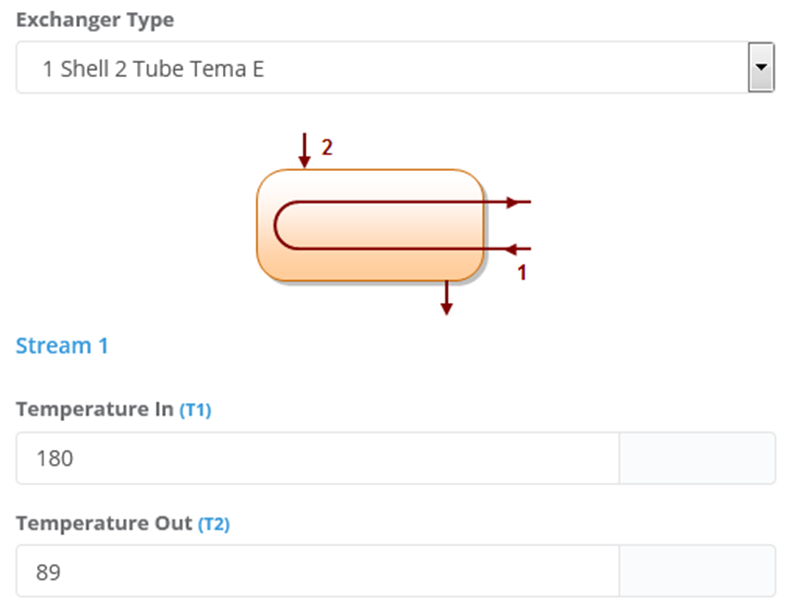 Exchanger Type
1 Shell 2 Tube Tema E
2
1
Stream 1
Temperature In (T1)
180
Temperature Out (T2)
89